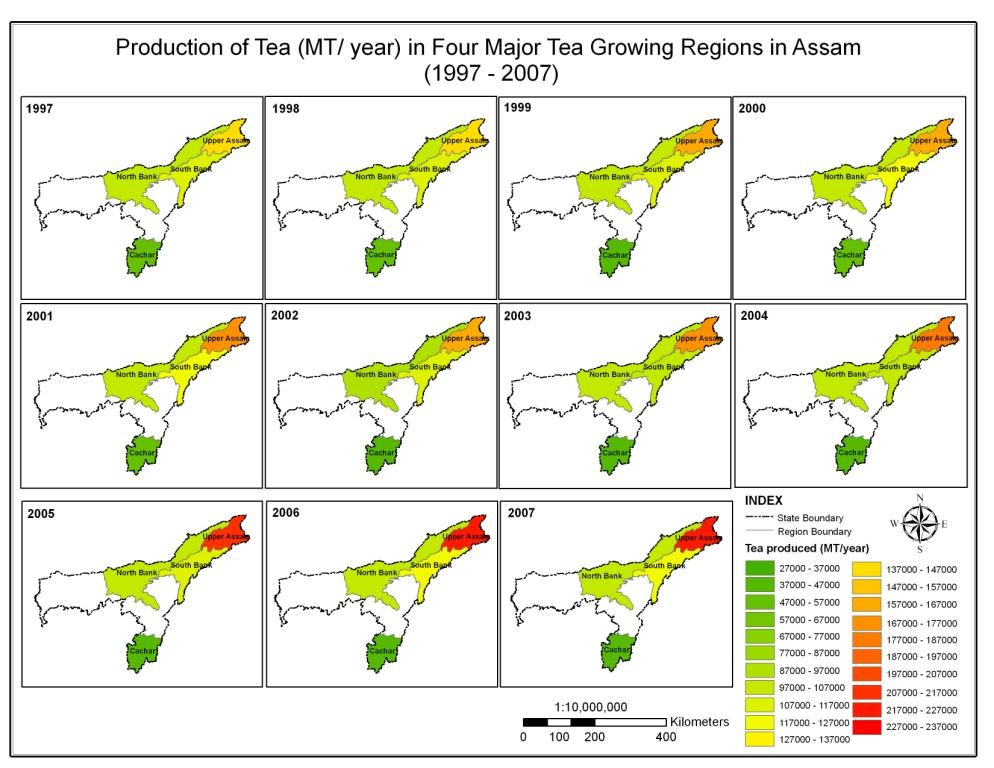 Production of Tea (MT/ year) in Four Major Tea Growing Regions in Assam
(1997 - 2007)
1997
Upper Assam
South Bank
North Bank
Cachar
1998
Upper Assam
South Bank
North Bank
Cachar
1999
Upper Assam
South Bank
North Bank
Cachar
2000
Upper Assam
South Bank
North Bank
Cachar
2001
Upper Assam
South Bank
North Bank
Cachar
2002
Upper Assam
South Bank
North Bank
Cachar
2003
Upper Assam
South Bank
North Bank
Cachar
2004
Upper Assam
South Bank
North Bank
Cachar
2005
Upper Assam
South Bank
North Bank
Cachar
2006
Upper Assam
South Bank
North Bank
Cachar
2007
Upper Assam
South Bank
North Bank
Cachar
INDEX
State Boundary
Region Boundary
N
W E
S
Tea produced (MT/year)
27000 - 37000
37000 - 47000
47000 - 57000
57000 - 67000
67000 - 77000
77000 - 87000
87000 - 97000
97000 - 107000
107000 - 117000
117000 - 127000
127000 - 137000
137000 - 147000
147000 - 157000
157000 - 167000
167000 - 177000
177000 - 187000
187000 - 197000
197000 - 207000
207000 - 217000
217000 - 227000
227000 - 237000
1:10,000,000
Kilometers
0 100 200 400